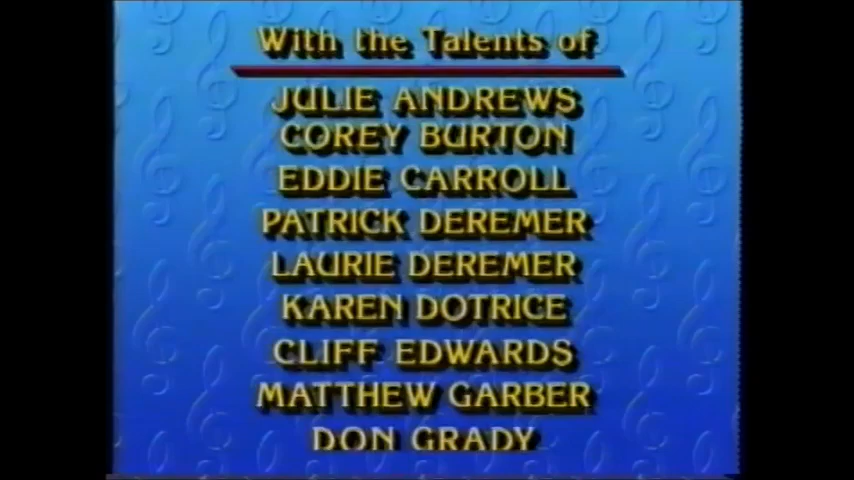 With the Talents of
JULIE ANDREWS
COREY BURTON
EDDIE CARROLL
PATRICK DEREMER
LAURIE DEREMER
KAREN DOTRICE
CLIFF EDWARDS
MATTHEW GARBER
DON GRADY